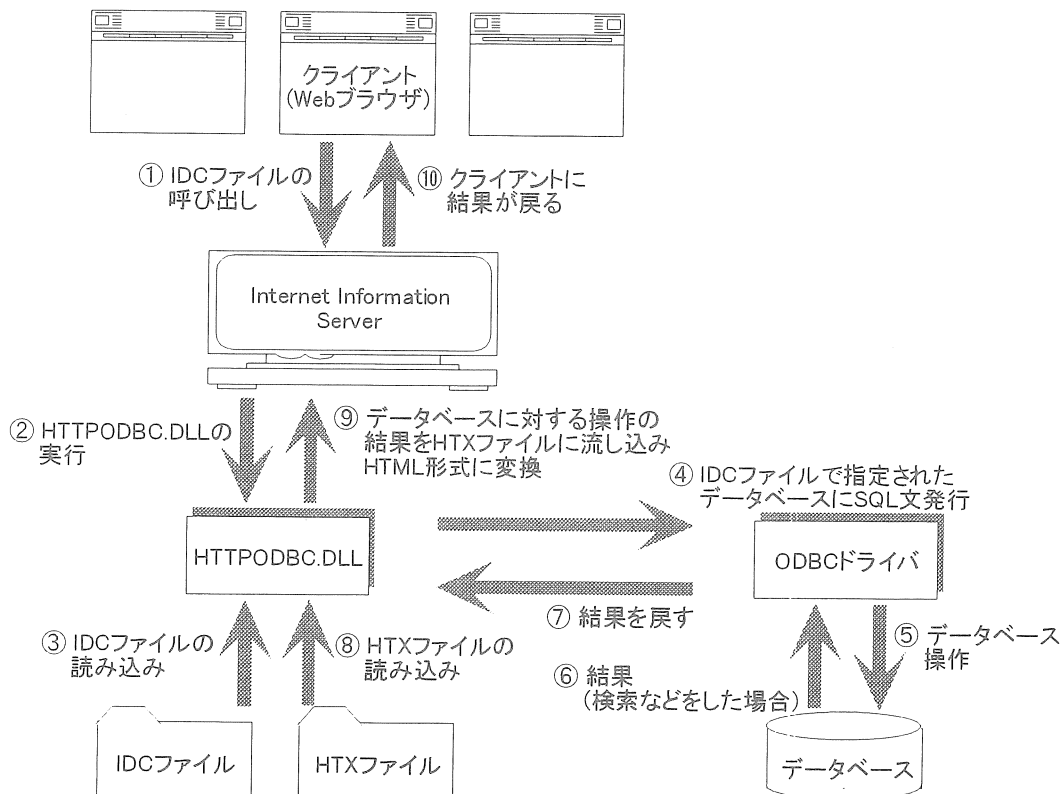 クライアント
(Webブラウザ)
① IDCファイルの
呼び出し
⑩ クライアントに
結果が戻る
Internet Information
Server
② HTTPODBC.DLLの
実行
⑨ データベースに対する操作の
結果をHTXファイルに流し込み
HTML形式に変換
④ IDCファイルで指定された
データベースにSQL文発行
HTTPODBC.DLL
ODBCドライバ
⑦ 結果を戻す
③ IDCファイルの
読み込み
⑧ HTXファイルの
読み込み
⑤ データベース
操作
⑥ 結果
(検索などをした場合)
IDCファイル
HTXファイル
データベース